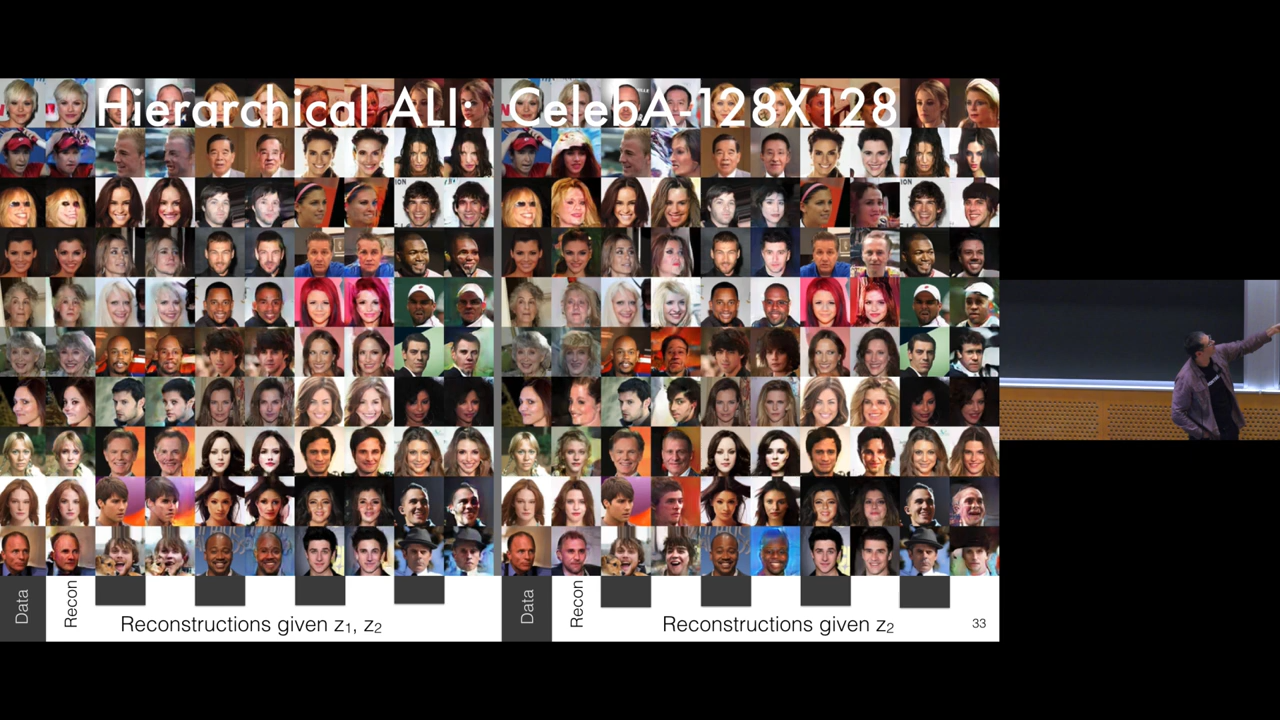 Hierarchical ALI: CelebA-128X128
Data
Recon
Reconstructions given z₁, z₂
Data
Recon
Reconstructions given z₂
33